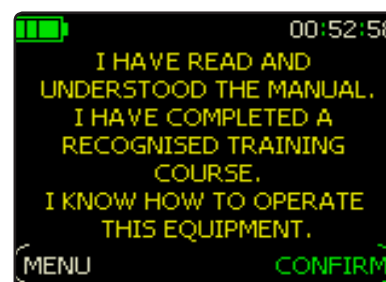 00:52:58
I HAVE READ AND
UNDERSTOOD THE MANUAL.
I HAVE COMPLETED A
RECOGNISED TRAINING
COURSE.
I KNOW HOW TO OPERATE
THIS EQUIPMENT.
MENU CONFIRM